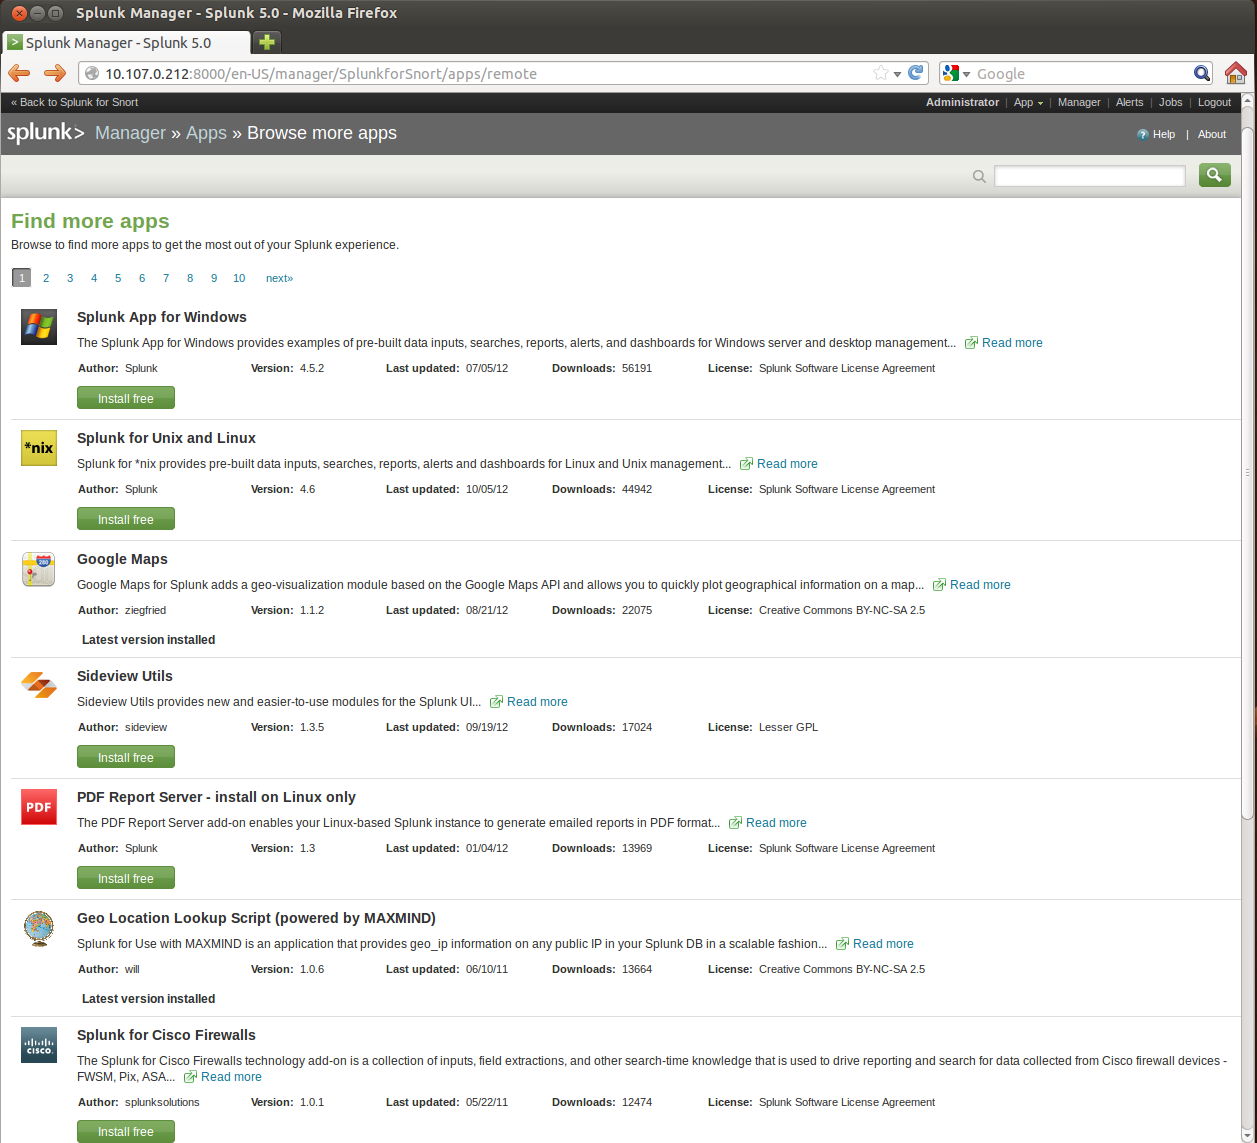 Splunk Manager - Splunk 5.0 - Mozilla Firefox
Splunk Manager - Splunk 5.0
10.107.0.212:8000/en-US/manager/SplunkforSnort/apps/remote
Google
« Back to Splunk for Snort
Administrator | App | Manager | Alerts | Jobs | Logout
splunk> Manager » Apps » Browse more apps
? Help | About
Find more apps
Browse to find more apps to get the most out of your Splunk experience.
1 2 3 4 5 6 7 8 9 10 next»
Splunk App for Windows
The Splunk App for Windows provides examples of pre-built data inputs, searches, reports, alerts, and dashboards for Windows server and desktop management... Read more
Author: Splunk Version: 4.5.2 Last updated: 07/05/12 Downloads: 56191 License: Splunk Software License Agreement
Install free
*nix
Splunk for Unix and Linux
Splunk for *nix provides pre-built data inputs, searches, reports, alerts and dashboards for Linux and Unix management... Read more
Author: Splunk Version: 4.6 Last updated: 10/05/12 Downloads: 44942 License: Splunk Software License Agreement
Install free
280
Google Maps
Google Maps for Splunk adds a geo-visualization module based on the Google Maps API and allows you to quickly plot geographical information on a map... Read more
Author: ziegfried Version: 1.1.2 Last updated: 08/21/12 Downloads: 22075 License: Creative Commons BY-NC-SA 2.5
Latest version installed
Sideview Utils
Sideview Utils provides new and easier-to-use modules for the Splunk UI... Read more
Author: sideview Version: 1.3.5 Last updated: 09/19/12 Downloads: 17024 License: Lesser GPL
Install free
PDF
PDF Report Server - install on Linux only
The PDF Report Server add-on enables your Linux-based Splunk instance to generate emailed reports in PDF format... Read more
Author: Splunk Version: 1.3 Last updated: 01/04/12 Downloads: 13969 License: Splunk Software License Agreement
Install free
Geo Location Lookup Script (powered by MAXMIND)
Splunk for Use with MAXMIND is an application that provides geo_ip information on any public IP in your Splunk DB in a scalable fashion... Read more
Author: will Version: 1.0.6 Last updated: 06/10/11 Downloads: 13664 License: Creative Commons BY-NC-SA 2.5
Latest version installed
CISCO.
Splunk for Cisco Firewalls
The Splunk for Cisco Firewalls technology add-on is a collection of inputs, field extractions, and other search-time knowledge that is used to drive reporting and search for data collected from Cisco firewall devices -
FWSM, Pix, ASA... Read more
Author: splunksolutions Version: 1.0.1 Last updated: 05/22/11 Downloads: 12474 License: Splunk Software License Agreement
Install free